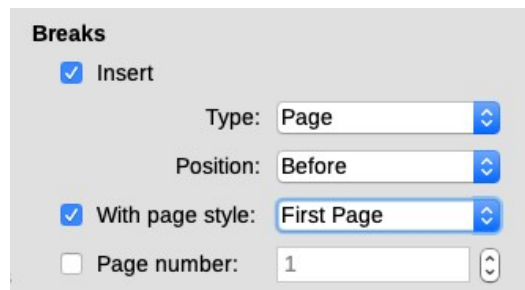 Breaks
Insert
Type: Page
Position: Before
With page style: First Page
Page number: 1